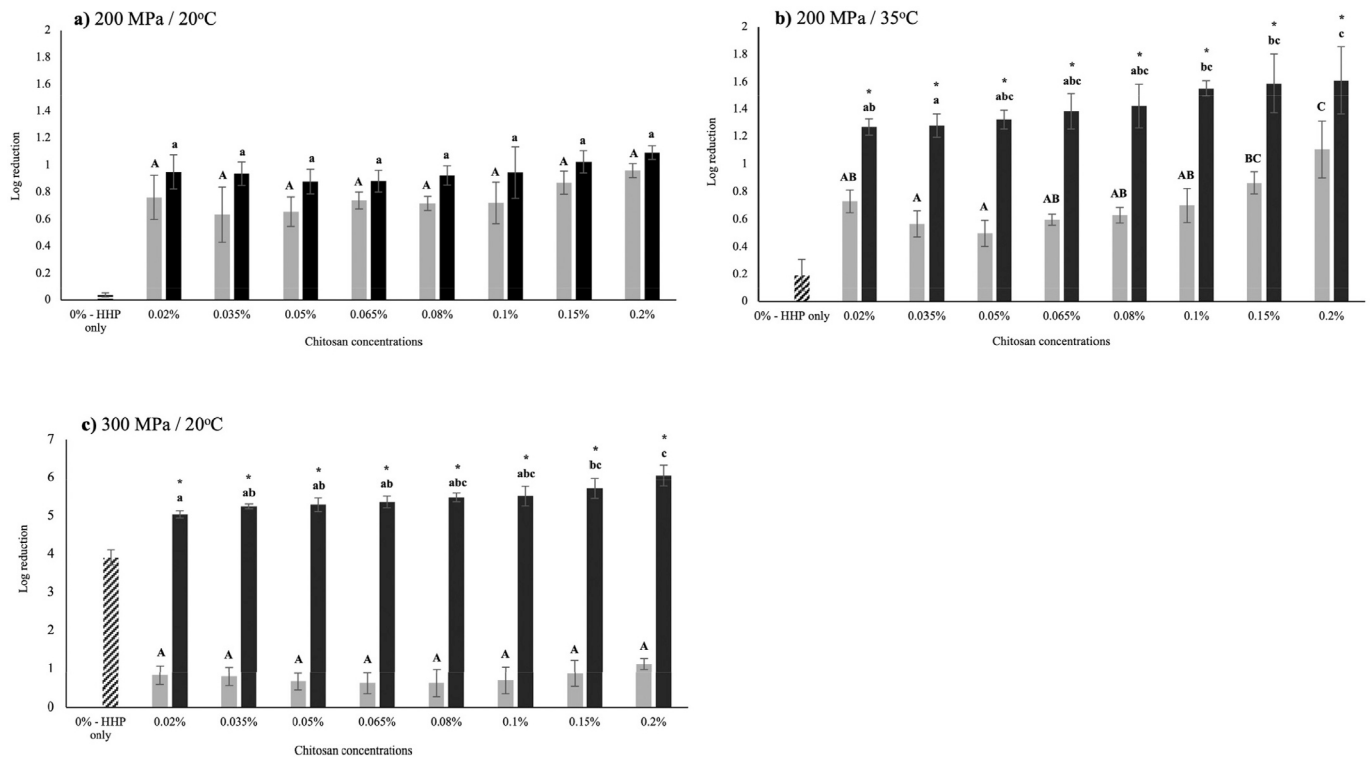 a) 200 MPa / 20°C
2
1.8
1.6
1.4
1.2
1
0.8
0.6
0.4
0.2
0
Log reduction
A a A a A a A a A a A a A a A a
0% - HHP only 0.02% 0.035% 0.05% 0.065% 0.08% 0.1% 0.15% 0.2%
Chitosan concentrations
b) 200 MPa / 35°C
2
1.8
1.6
1.4
1.2
1
0.8
0.6
0.4
0.2
0
Log reduction
* * * * * * * *
ab a abc abc abc bc bc c
AB A A AB AB AB BC C
0% - HHP only 0.02% 0.035% 0.05% 0.065% 0.08% 0.1% 0.15% 0.2%
Chitosan concentrations
c) 300 MPa / 20°C
7
6
5
4
3
2
1
0
Log reduction
* * * * * * * *
a ab ab ab abc abc bc c
A A A A A A A A
0% - HHP only 0.02% 0.035% 0.05% 0.065% 0.08% 0.1% 0.15% 0.2%
Chitosan concentrations